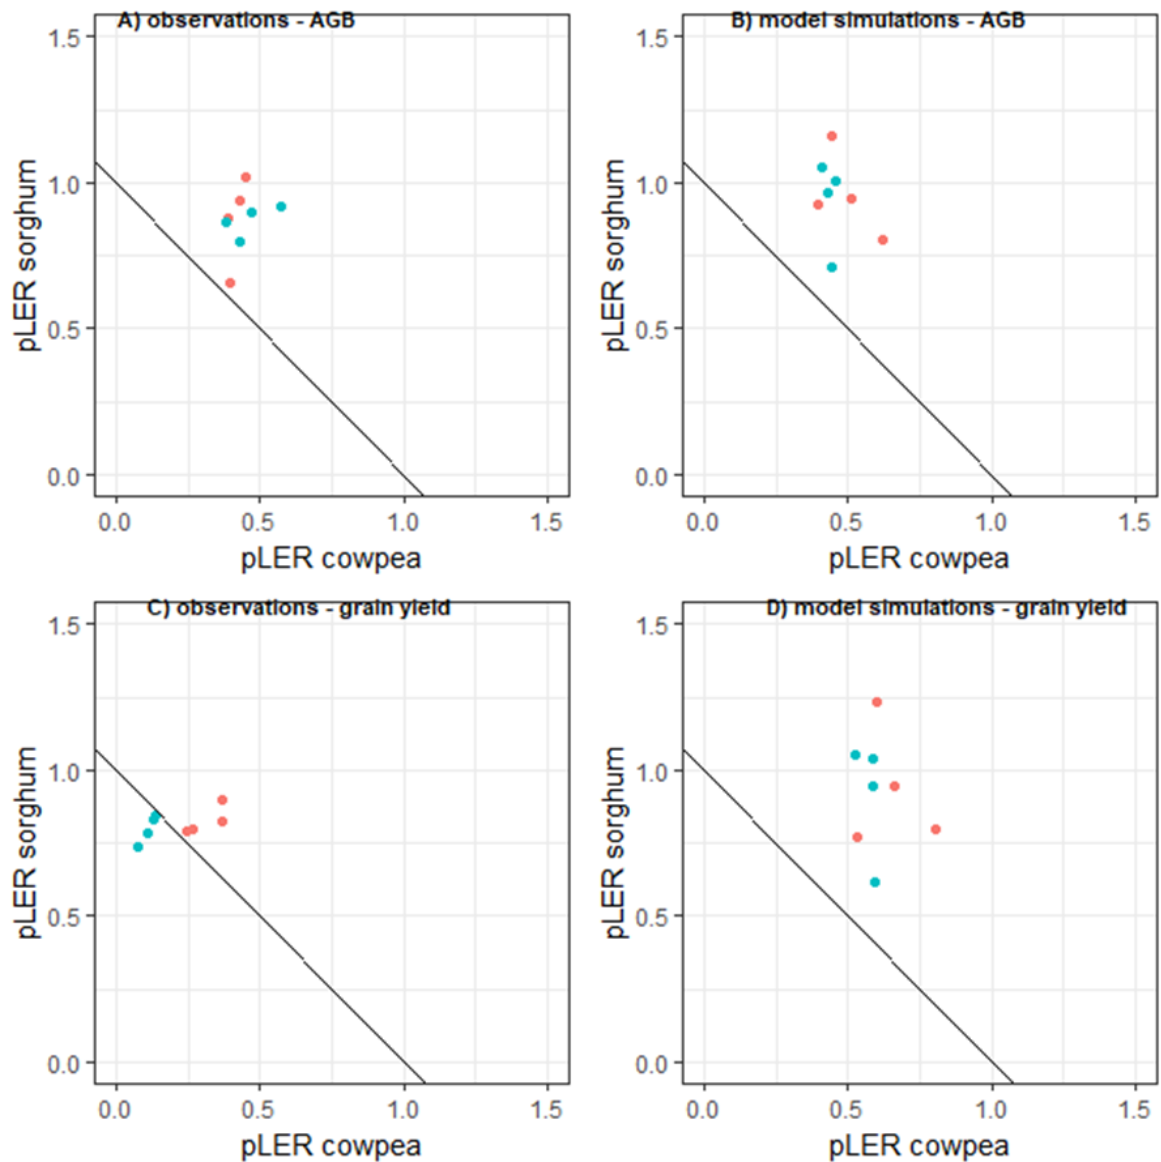 A) observations - AGB
1.5
1.0
0.5
0.0
pLER sorghum
0.0 0.5 1.0 1.5
pLER cowpea
B) model simulations - AGB
1.5
1.0
0.5
0.0
pLER sorghum
0.0 0.5 1.0 1.5
pLER cowpea
C) observations - grain yield
1.5
1.0
0.5
0.0
pLER sorghum
0.0 0.5 1.0 1.5
pLER cowpea
D) model simulations - grain yield
1.5
1.0
0.5
0.0
pLER sorghum
0.0 0.5 1.0 1.5
pLER cowpea